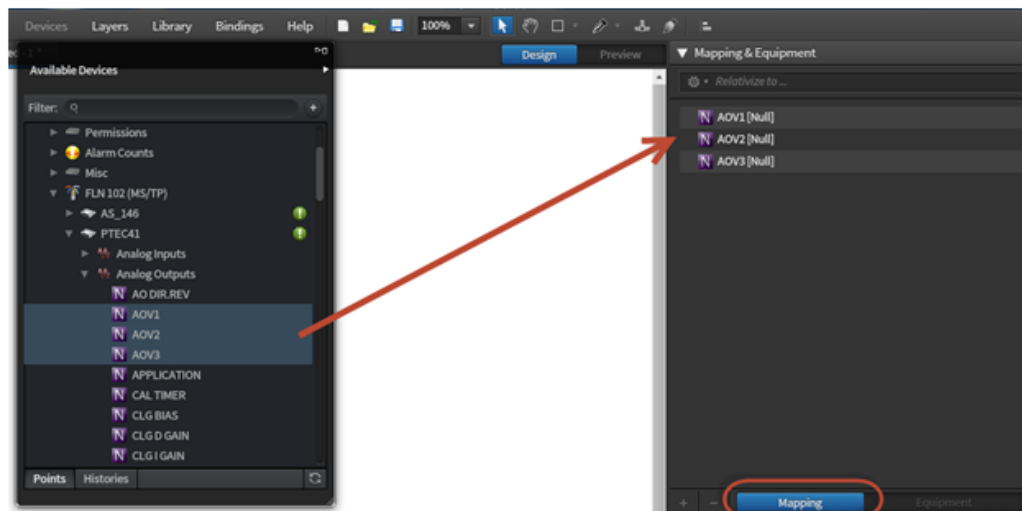 Devices Layers Library Bindings Help 100%
Design Preview
Available Devices
Filter:
Permissions
Alarm Counts
Misc
FLN 102 (MS/TP)
AS_146
PTEC41
Analog Inputs
Analog Outputs
N AO DIR.REV
N AOV1
N AOV2
N AOV3
N APPLICATION
N CAL TIMER
N CLG BIAS
N CLG D GAIN
N CLG I GAIN
Points Histories
Mapping & Equipment
Relativize to ...
N AOV1 [Null]
N AOV2 [Null]
N AOV3 [Null]
Mapping Equipment